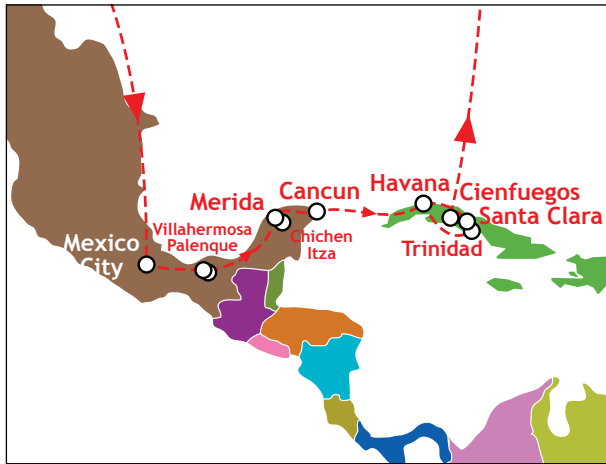 Havana
Cancun
Merida
Cienfuegos
Santa Clara
Villahermosa
Palenque
Chichen
Itza
Trinidad
Mexico
City